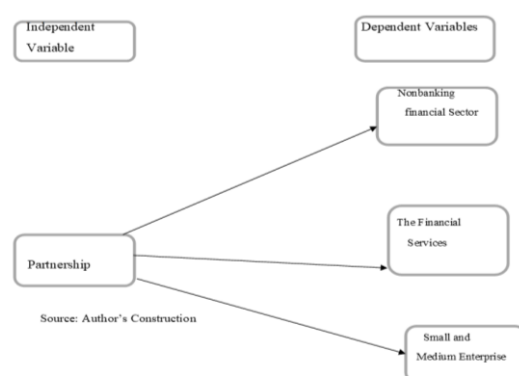 Independent
Variable
Dependent Variables
Nonbanking
financial Sector
The Financial
Services
Partnership
Source: Author's Construction
Small and
Medium Enterprise